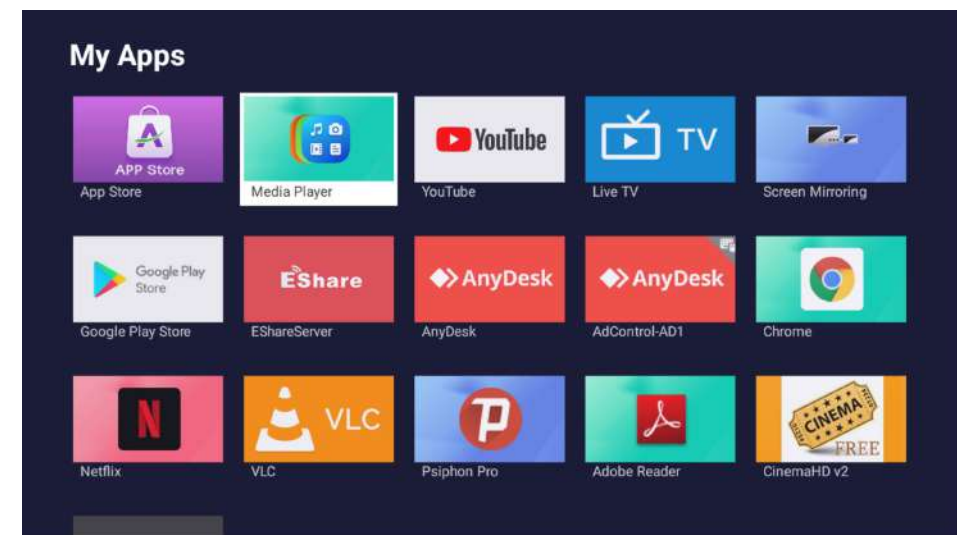 My Apps
APP Store
App Store
Media Player
YouTube
YouTube
TV
Live TV
Screen Mirroring
Google Play
Store
Google Play Store
EShare
EShareServer
AnyDesk
AnyDesk
AnyDesk
AdControl-AD1
Chrome
N
Netflix
VLC
VLC
Psiphon Pro
Adobe Reader
CINEMA
FREE
CinemaHD v2